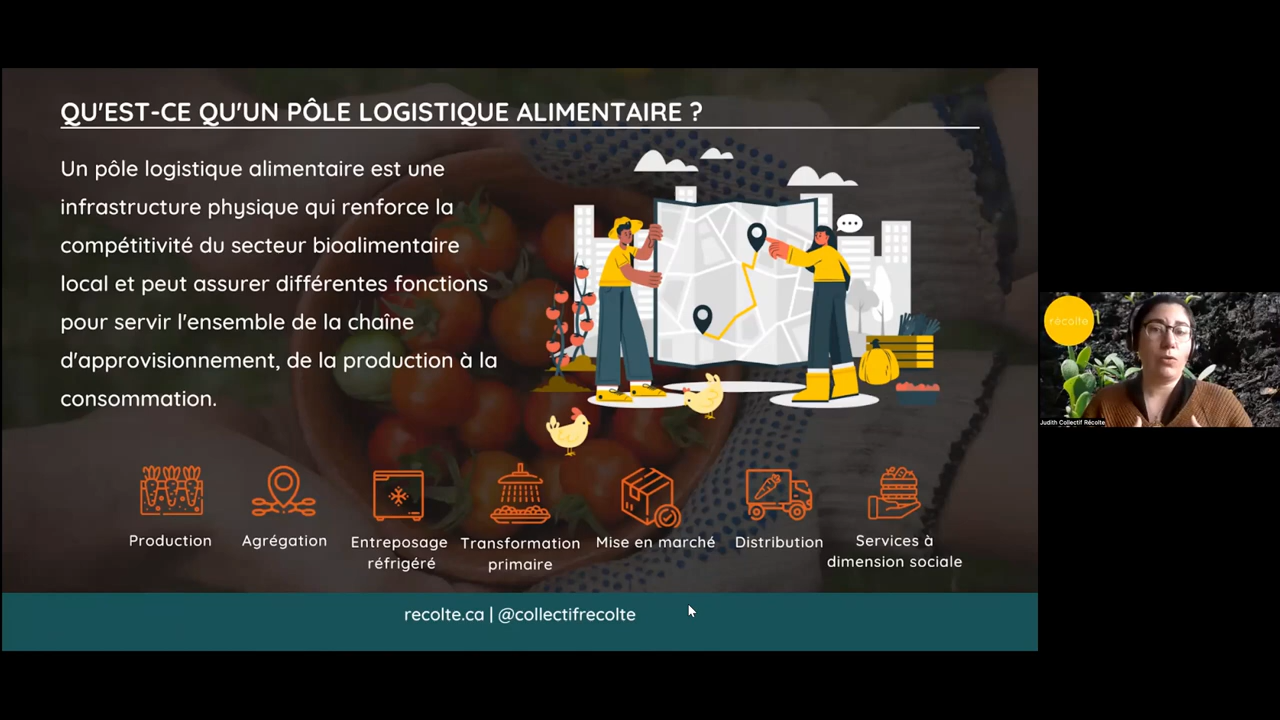 QU'EST-CE QU'UN PÔLE LOGISTIQUE ALIMENTAIRE ?
Un pôle logistique alimentaire est une
infrastructure physique qui renforce la
compétitivité du secteur bioalimentaire
local et peut assurer différentes fonctions
pour servir l'ensemble de la chaîne
d'approvisionnement, de la production à la
consommation.
Production
Agrégation
Entreposage
réfrigéré
Transformation
primaire
Mise en marché
Distribution
Services à
dimension sociale
recolte.ca | @collectifrecolte
récolte
Judith Collectif Récolte